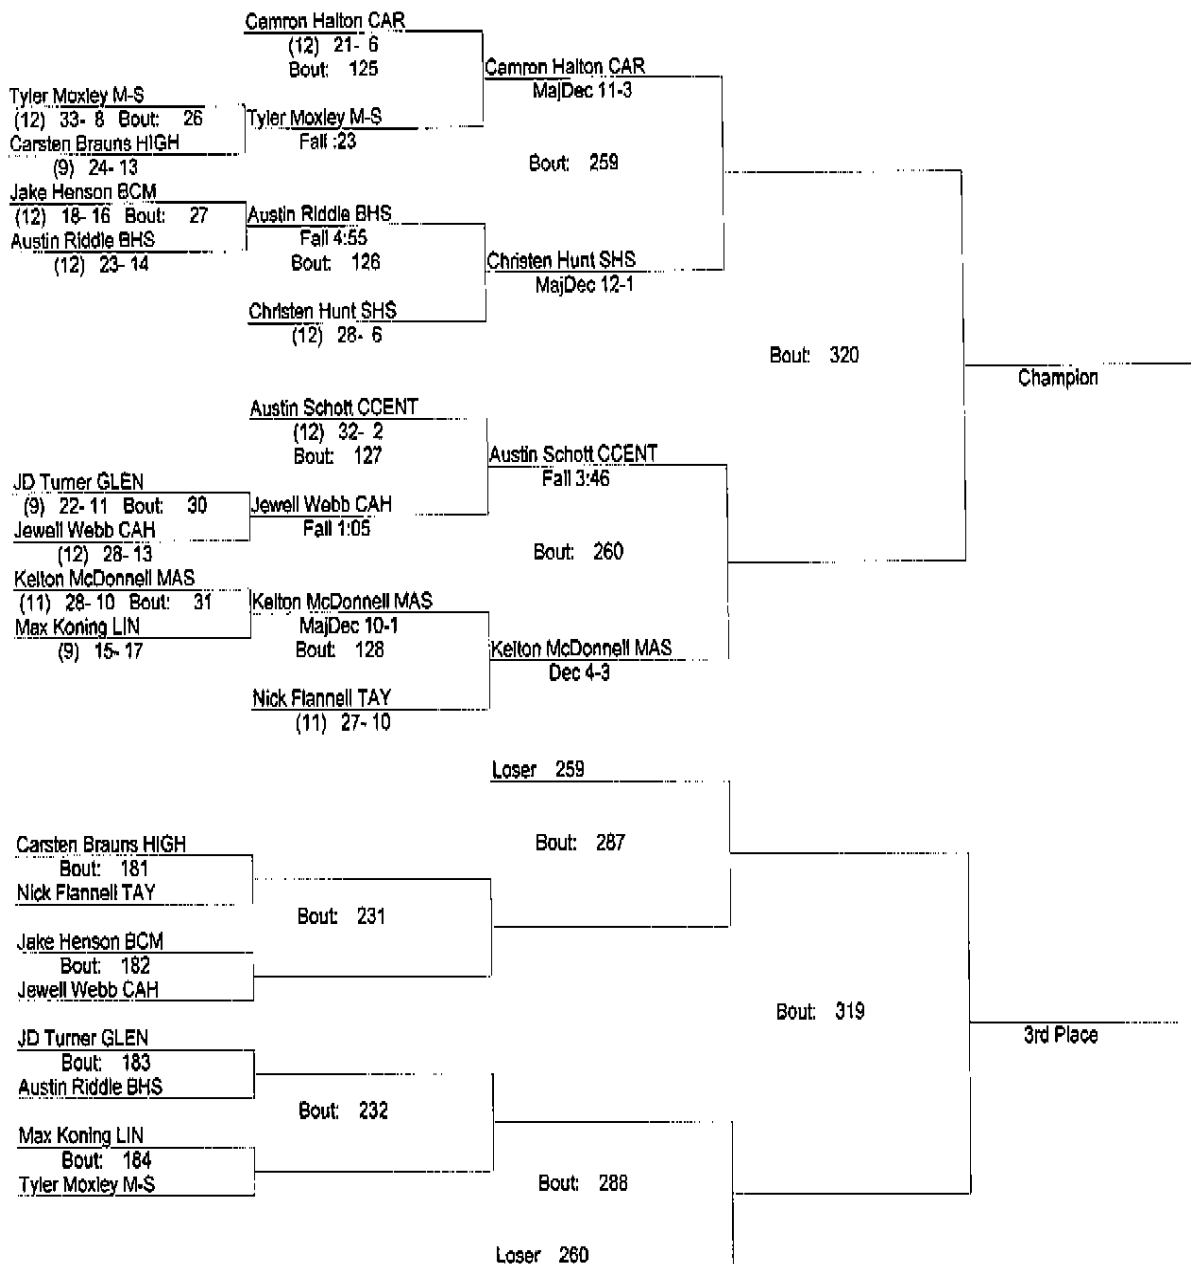 Camron Halton CAR
(12) 21- 6
Bout: 125
Camron Halton CAR
MajDec 11-3
Tyler Moxley M-S
(12) 33- 8 Bout: 26
Tyler Moxley M-S
Fall :23
Carsten Brauns HIGH
(9) 24- 13
Bout: 259
Jake Henson BCM
(12) 18- 16 Bout: 27
Austin Riddle BHS
Fall 4:55
Austin Riddle BHS
(12) 23- 14
Bout: 126
Christen Hunt SHS
MajDec 12-1
Christen Hunt SHS
(12) 28- 6
Bout: 320
Champion
Austin Schott CCENT
(12) 32- 2
Bout: 127
Austin Schott CCENT
Fall 3:46
JD Turner GLEN
(9) 22- 11 Bout: 30
Jewell Webb CAH
Fall 1:05
Jewell Webb CAH
(12) 28- 13
Bout: 260
Kelton McDonnell MAS
(11) 28- 10 Bout: 31
Kelton McDonnell MAS
MajDec 10-1
Max Koning LIN
(9) 15- 17
Bout: 128
Kelton McDonnell MAS
Dec 4-3
Nick Flannell TAY
(11) 27- 10
Loser 259
Bout: 287
Carsten Brauns HIGH
Bout: 181
Nick Flannell TAY
Bout: 231
Jake Henson BCM
Bout: 182
Jewell Webb CAH
Bout: 319
3rd Place
JD Turner GLEN
Bout: 183
Austin Riddle BHS
Bout: 232
Max Koning LIN
Bout: 184
Tyler Moxley M-S
Bout: 288
Loser 260